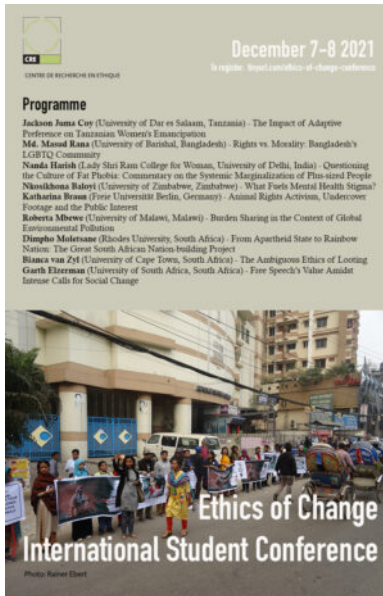 CRE
CENTRE DE RECHERCHE EN ETHIQUE
December 7-8 2021
To register: tinyurl.com/ethics-of-change-conference
Programme
Jackson Juma Coy (University of Dar es Salaam, Tanzania) - The Impact of Adaptive
Preference on Tanzanian Women's Emancipation
Md. Masud Rana (University of Barishal, Bangladesh) - Rights vs. Morality: Bangladesh's
LGBTQ Community
Nanda Harish (Lady Shri Ram College for Woman, University of Delhi, India) - Questioning
the Culture of Fat Phobia: Commentary on the Systemic Marginalization of Plus-sized People
Nkosikhona Baloyi (University of Zimbabwe, Zimbabwe) - What Fuels Mental Health Stigma?
Katharina Braun (Freie Universität Berlin, Germany) - Animal Rights Activism, Undercover
Footage and the Public Interest
Roberta Mbewe (University of Malawi, Malawi) - Burden Sharing in the Context of Global
Environmental Pollution
Dimpho Moletsane (Rhodes University, South Africa) - From Apartheid State to Rainbow
Nation: The Great South African Nation-building Project
Bianca van Zyl (University of Cape Town, South Africa) - The Ambiguous Ethics of Looting
Garth Elzerman (University of South Africa, South Africa) - Free Speech's Value Amidst
Intense Calls for Social Change
Ethics of Change
International Student Conference
Photo: Rainer Ebert